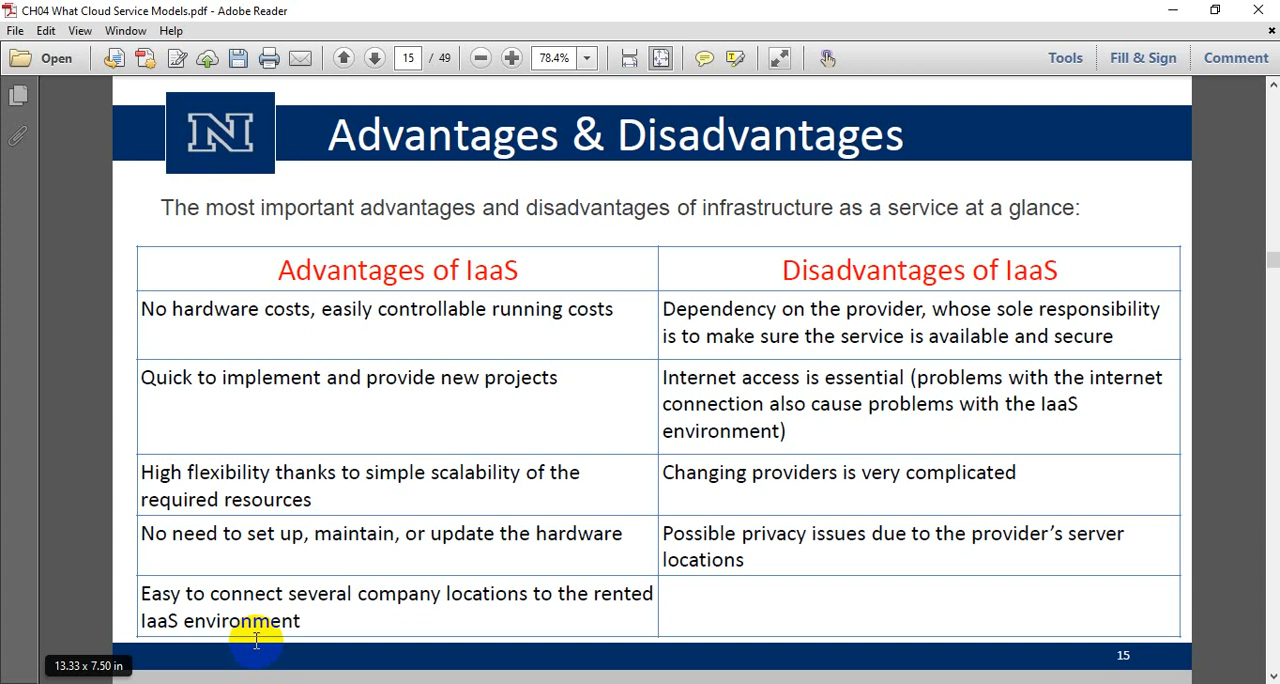 CH04 What Cloud Service Models.pdf - Adobe Reader
File Edit View Window Help
Open 15 / 49 78.4% Tools Fill & Sign Comment
N Advantages & Disadvantages
The most important advantages and disadvantages of infrastructure as a service at a glance:
Advantages of IaaS
Disadvantages of IaaS
No hardware costs, easily controllable running costs
Dependency on the provider, whose sole responsibility
is to make sure the service is available and secure
Quick to implement and provide new projects
Internet access is essential (problems with the internet
connection also cause problems with the IaaS
environment)
High flexibility thanks to simple scalability of the
required resources
Changing providers is very complicated
No need to set up, maintain, or update the hardware
Possible privacy issues due to the provider's server
locations
Easy to connect several company locations to the rented
IaaS environment
15
13.33 x 7.50 in